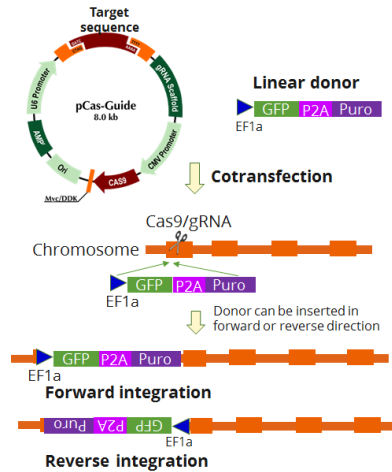 Target
sequence
U6 Promoter
gRNA Scaffold
pCas-Guide
8.0 kb
AMPr
CMV Promoter
Ori
CAS9
Myc/DDK
Linear donor
GFP P2A Puro
EF1a
Cotransfection
Cas9/gRNA
Chromosome
GFP P2A Puro
EF1a
Donor can be inserted in
forward or reverse direction
GFP P2A Puro
EF1a
Forward integration
Puro P2A GFP
EF1a
Reverse integration